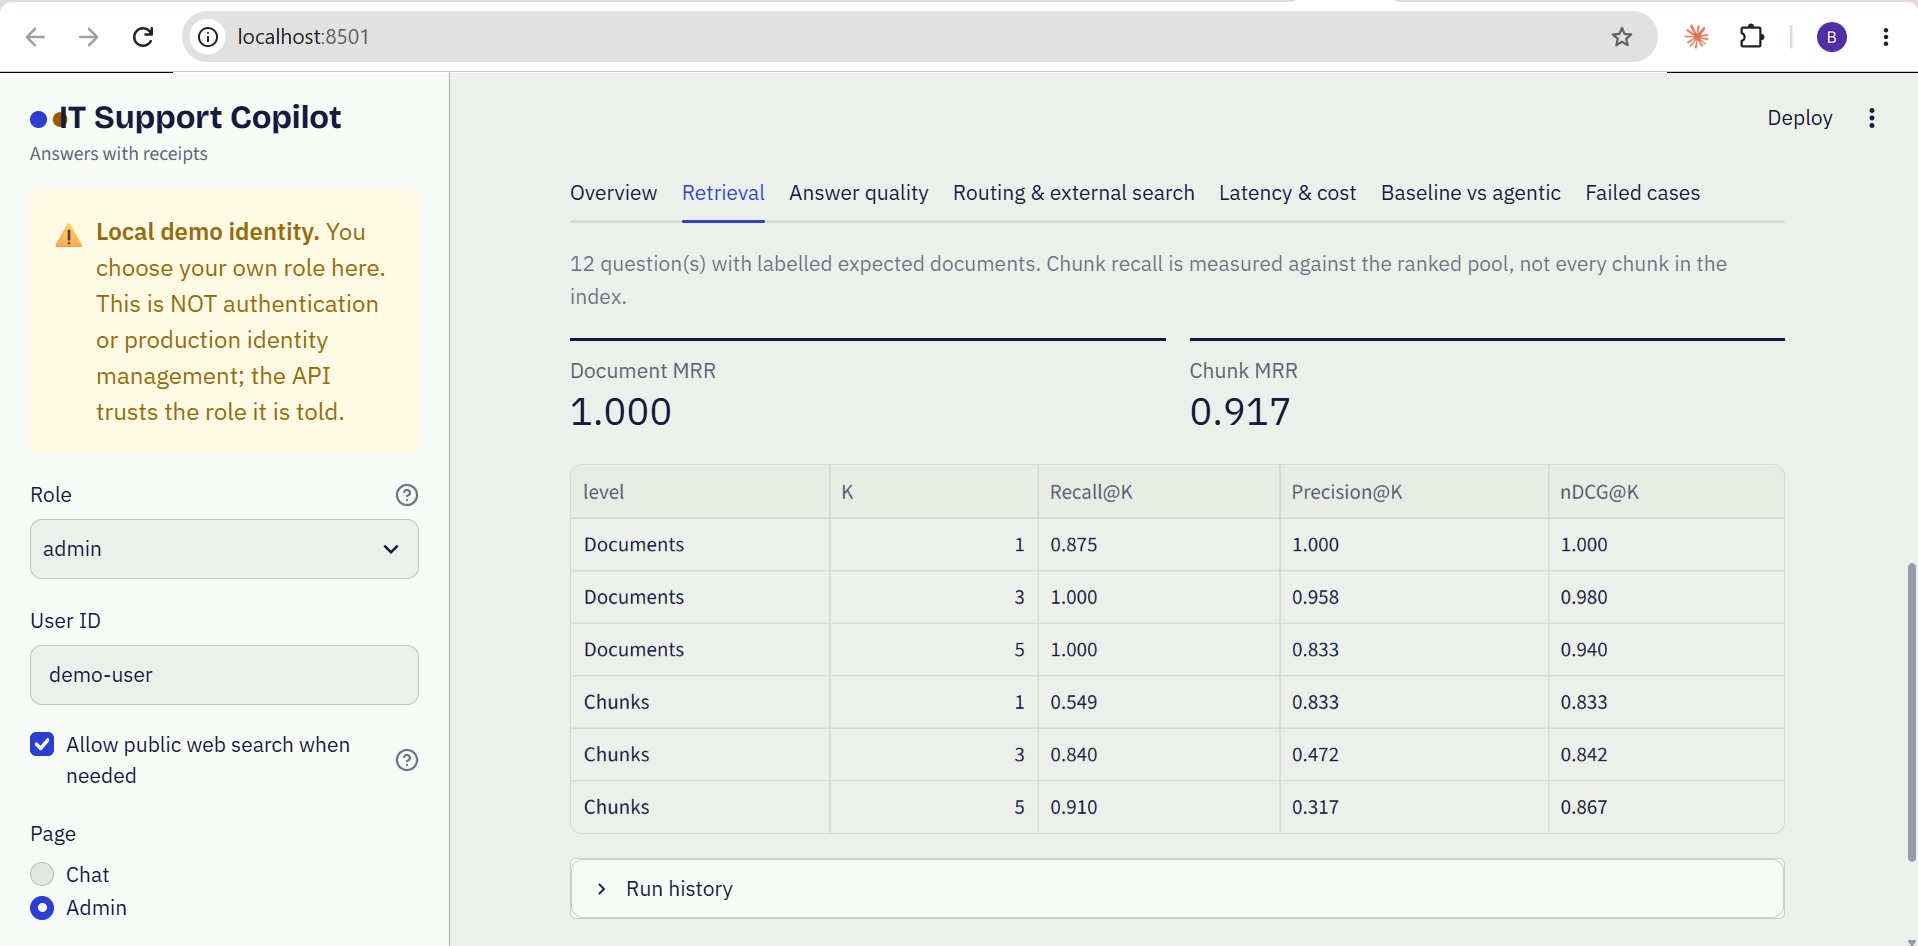 localhost:8501
B
IT Support Copilot
Answers with receipts
Local demo identity. You
choose your own role here.
This is NOT authentication
or production identity
management; the API
trusts the role it is told.
Role
admin
User ID
demo-user
Allow public web search when
needed
Page
Chat
Admin
Deploy
Overview Retrieval Answer quality Routing & external search Latency & cost Baseline vs agentic Failed cases
12 question(s) with labelled expected documents. Chunk recall is measured against the ranked pool, not every chunk in the
index.
Document MRR
1.000
Chunk MRR
0.917
level K Recall@K Precision@K nDCG@K
Documents 1 0.875 1.000 1.000
Documents 3 1.000 0.958 0.980
Documents 5 1.000 0.833 0.940
Chunks 1 0.549 0.833 0.833
Chunks 3 0.840 0.472 0.842
Chunks 5 0.910 0.317 0.867
Run history